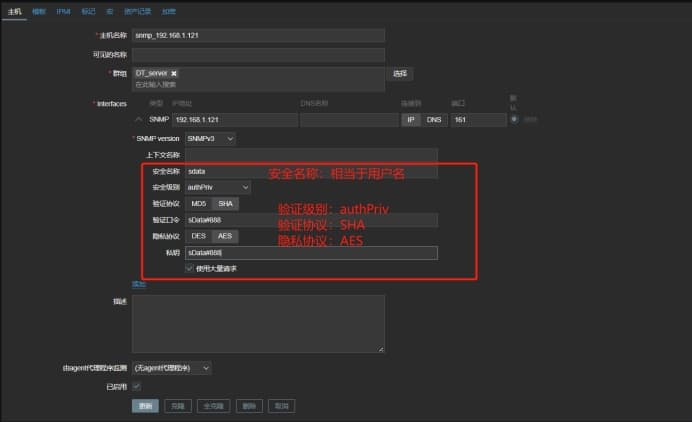 主机 模板 IPMI 标记 宏 资产记录 加密
* 主机名称 snmp_192.168.1.121
可见的名称
* 群组 DT_server ✖ 选择
在此输入搜索
* Interfaces 类型 IP地址 DNS名称 连接到 端口 默认
SNMP 192.168.1.121 IP DNS 161 移除
* SNMP version SNMPv3
上下文名称
安全名称 sdata 安全名称：相当于用户名
安全级别 authPriv
验证协议 MD5 SHA 验证级别：authPriv
验证口令 sData#888 验证协议：SHA
隐私协议 DES AES 隐私协议：AES
私钥 sData#888
使用大量请求
添加
描述
由agent代理程序监测 (无agent代理程序)
已启用
更新 克隆 全克隆 删除 取消